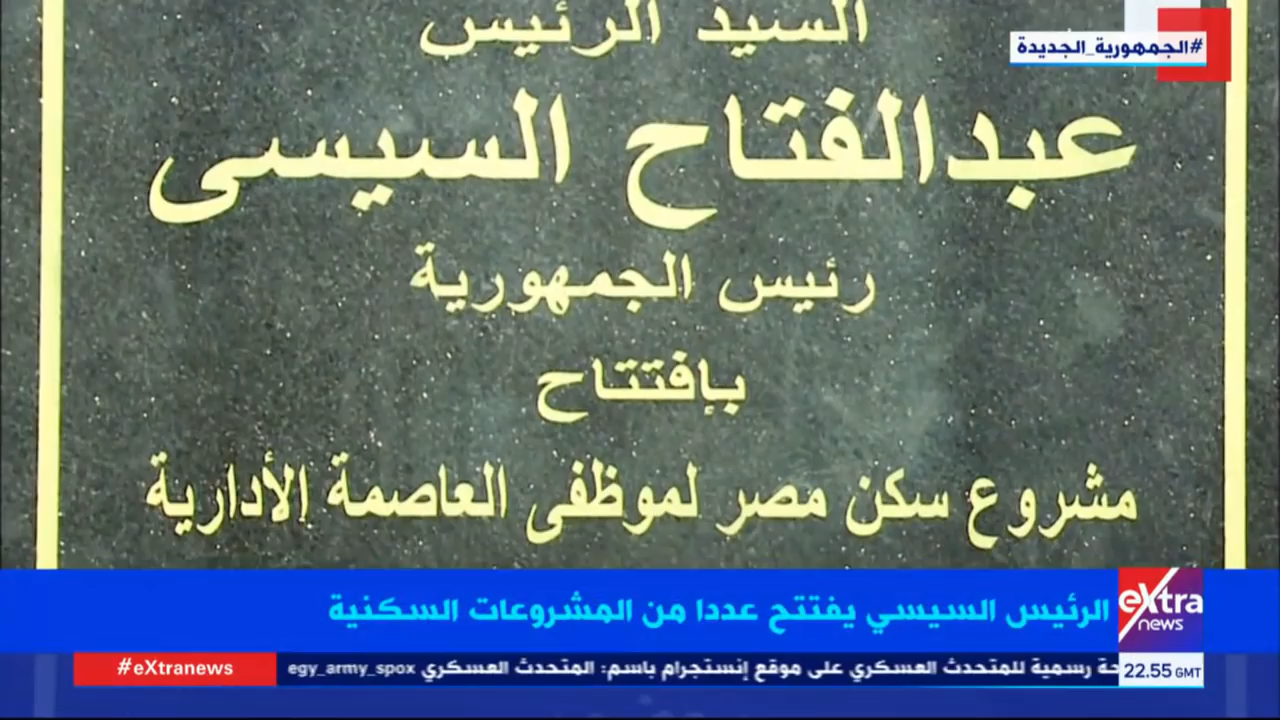 #الجمهورية_الجديدة
السيد الرئيس
عبدالفتاح السيسى
رئيس الجمهورية
بإفتتاح
مشروع سكن مصر لموظفى العاصمة الأدارية
الرئيس السيسي يفتتح عددا من المشروعات السكنية
eXtra news
#eXtranews
رسمية للمتحدث العسكري على موقع إنستجرام باسم: المتحدث العسكري egy_army_spox
22.55 GMT